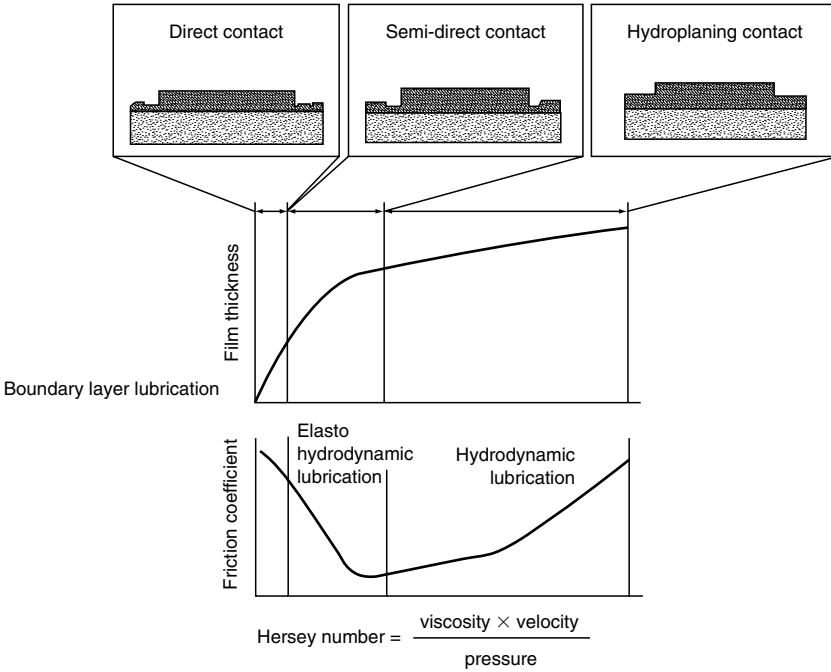 Direct contact
Semi-direct contact
Hydroplaning contact
Film thickness
Boundary layer lubrication
Friction coefficient
Elasto
hydrodynamic
lubrication
Hydrodynamic
lubrication
Hersey number = viscosity × velocity
pressure